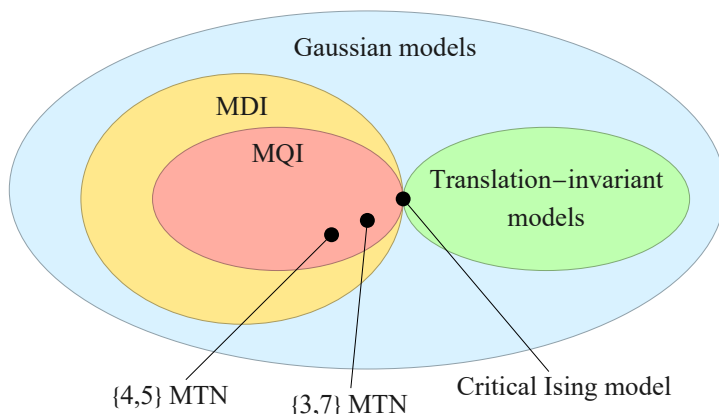 Gaussian models
MDI
MQI
Translation−invariant
models
{4,5} MTN
{3,7} MTN
Critical Ising model